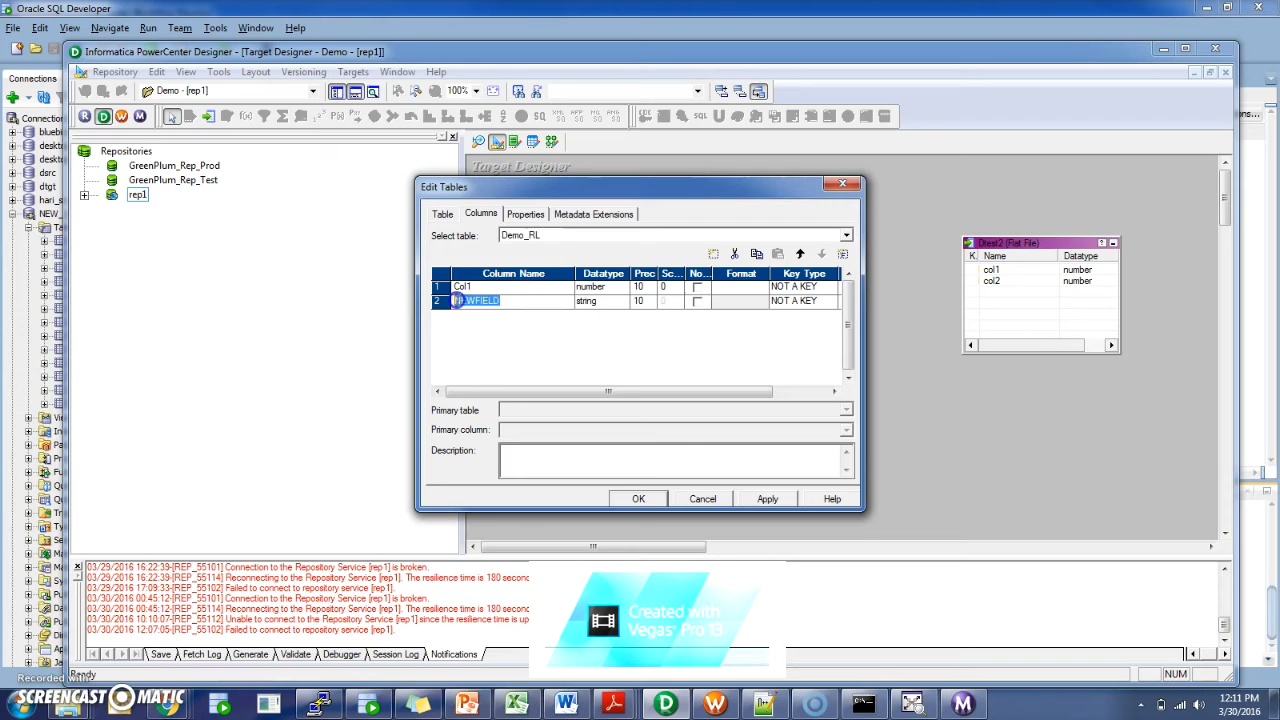 Oracle SQL Developer
File Edit View Navigate Run Team Tools Window Help
Informatica PowerCenter Designer - [Target Designer - Demo - [rep1]]
Repository Edit View Tools Layout Versioning Targets Window Help
Demo - [rep1]
100%
Connections
Connection
blueb
deskt
deskt
dsrc
dtgt
hari_
NEW_
Repositories
GreenPlum_Rep_Prod
GreenPlum_Rep_Test
rep1
Target Designer
Edit Tables
Table Columns Properties Metadata Extensions
Select table: Demo_RL
Column Name Datatype Prec Sc... No... Format Key Type
1 Col1 number 10 0 NOT A KEY
2 NEWFIELD string 10 0 NOT A KEY
Primary table
Primary column:
Description:
OK Cancel Apply Help
Dtest2 (Flat File)
K. Name Datatype
col1 number
col2 number
03/29/2016 16:22:39-[REP_55101] Connection to the Repository Service [rep1] is broken.
03/29/2016 16:22:39-[REP_55114] Reconnecting to the Repository Service [rep1]. The resilience time is 180 second
03/29/2016 17:09:33-[REP_55102] Failed to connect to repository service [rep1].
03/30/2016 00:45:12-[REP_55101] Connection to the Repository Service [rep1] is broken.
03/30/2016 00:45:12-[REP_55114] Reconnecting to the Repository Service [rep1]. The resilience time is 180 second
03/30/2016 10:10:07-[REP_55112] Unable to connect to Repository Service [rep1] since the resilience time is up
03/30/2016 12:07:05-[REP_55102] Failed to connect to repository service [rep1].
Save Fetch Log Generate Validate Debugger Session Log Notifications
Created with
Vegas Pro 13
Ready
NUM
Recorded with
SCREENCAST MATIC
12:11 PM
3/30/2016